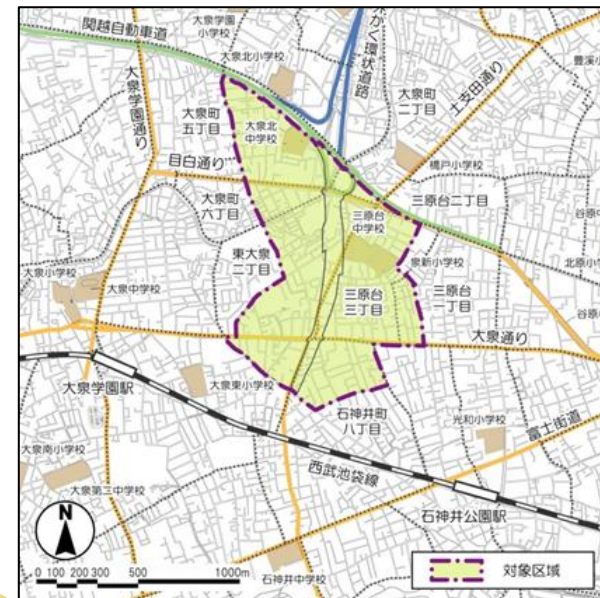 関越自動車道
大泉学園
小学校
大泉北小学校
大泉学園通り
大泉町
五丁目
大泉北
中学校
かく環状道路
大泉町
二丁目
土支田通り
豊渓小
橋戸小学校
目白通り
大泉町
六丁目
三原台
中学校
三原台二丁目
谷原
東大泉
二丁目
泉新小学校
北原小
大泉小学校
大泉中学校
三原台
三丁目
三原台
一丁目
谷原小
大泉通り
大泉学園駅
大泉東小学校
石神井町
八丁目
光和小学校
富士街道
大泉南小学校
西武池袋線
大泉第二中学校
石神井公園駅
N
0 100 200 300 500 1000m
石神井中学校
対象区域